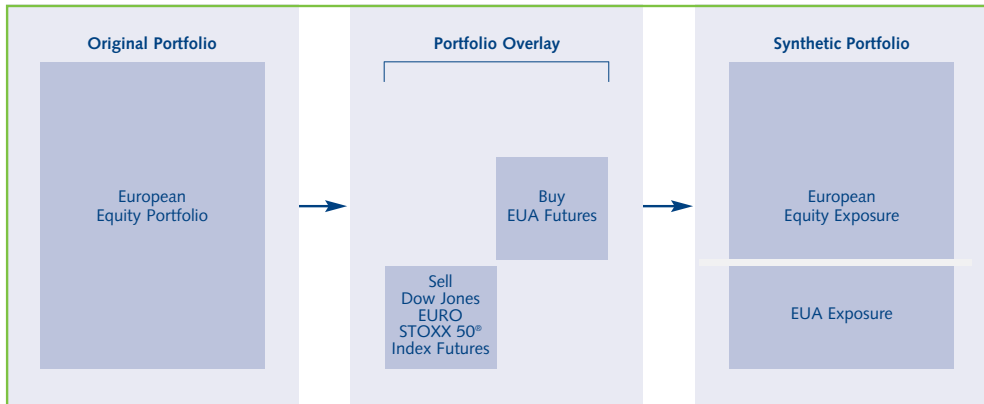 Original Portfolio
European
Equity Portfolio
Portfolio Overlay
Buy
EUA Futures
Sell
Dow Jones
EURO
STOXX 50®
Index Futures
Synthetic Portfolio
European
Equity Exposure
EUA Exposure